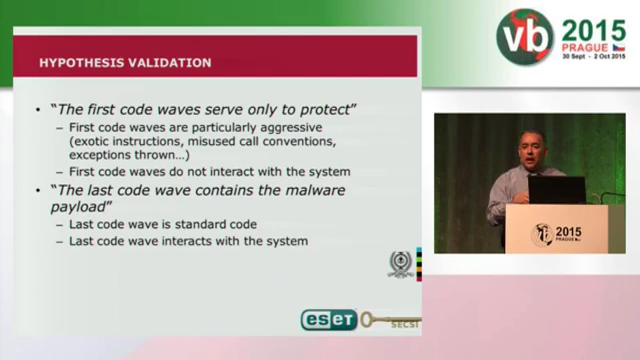 HYPOTHESIS VALIDATION
• "The first code waves serve only to protect"
– First code waves are particularly aggressive
(exotic instructions, misused call conventions,
exceptions thrown…)
– First code waves do not interact with the system
• "The last code wave contains the malware
payload"
– Last code wave is standard code
– Last code wave interacts with the system
eseT
SECSI
vb
2015
PRAGUE
30 Sept - 2 Oct 2015
2015
PRAGUE